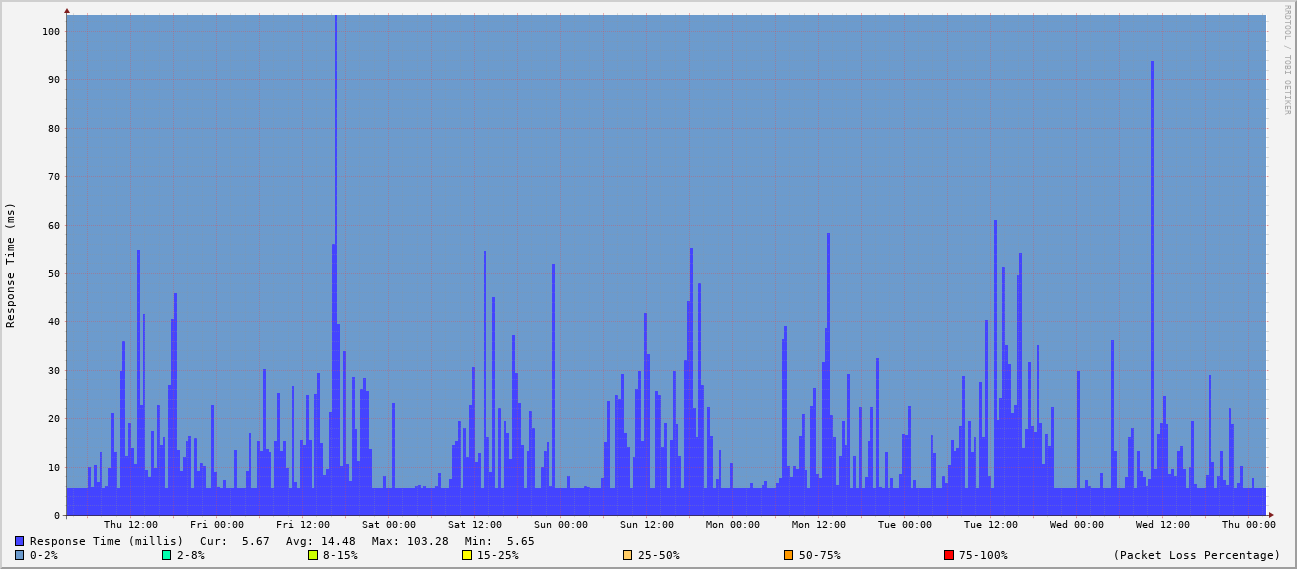 RRDTOOL / TOBI OETIKER
Response Time (ms)
100
90
80
70
60
50
40
30
20
10
0
Thu 12:00 Fri 00:00 Fri 12:00 Sat 00:00 Sat 12:00 Sun 00:00 Sun 12:00 Mon 00:00 Mon 12:00 Tue 00:00 Tue 12:00 Wed 00:00 Wed 12:00 Thu 00:00
Response Time (millis) Cur: 5.67 Avg: 14.48 Max: 103.28 Min: 5.65
0-2% 2-8% 8-15% 15-25% 25-50% 50-75% 75-100% (Packet Loss Percentage)